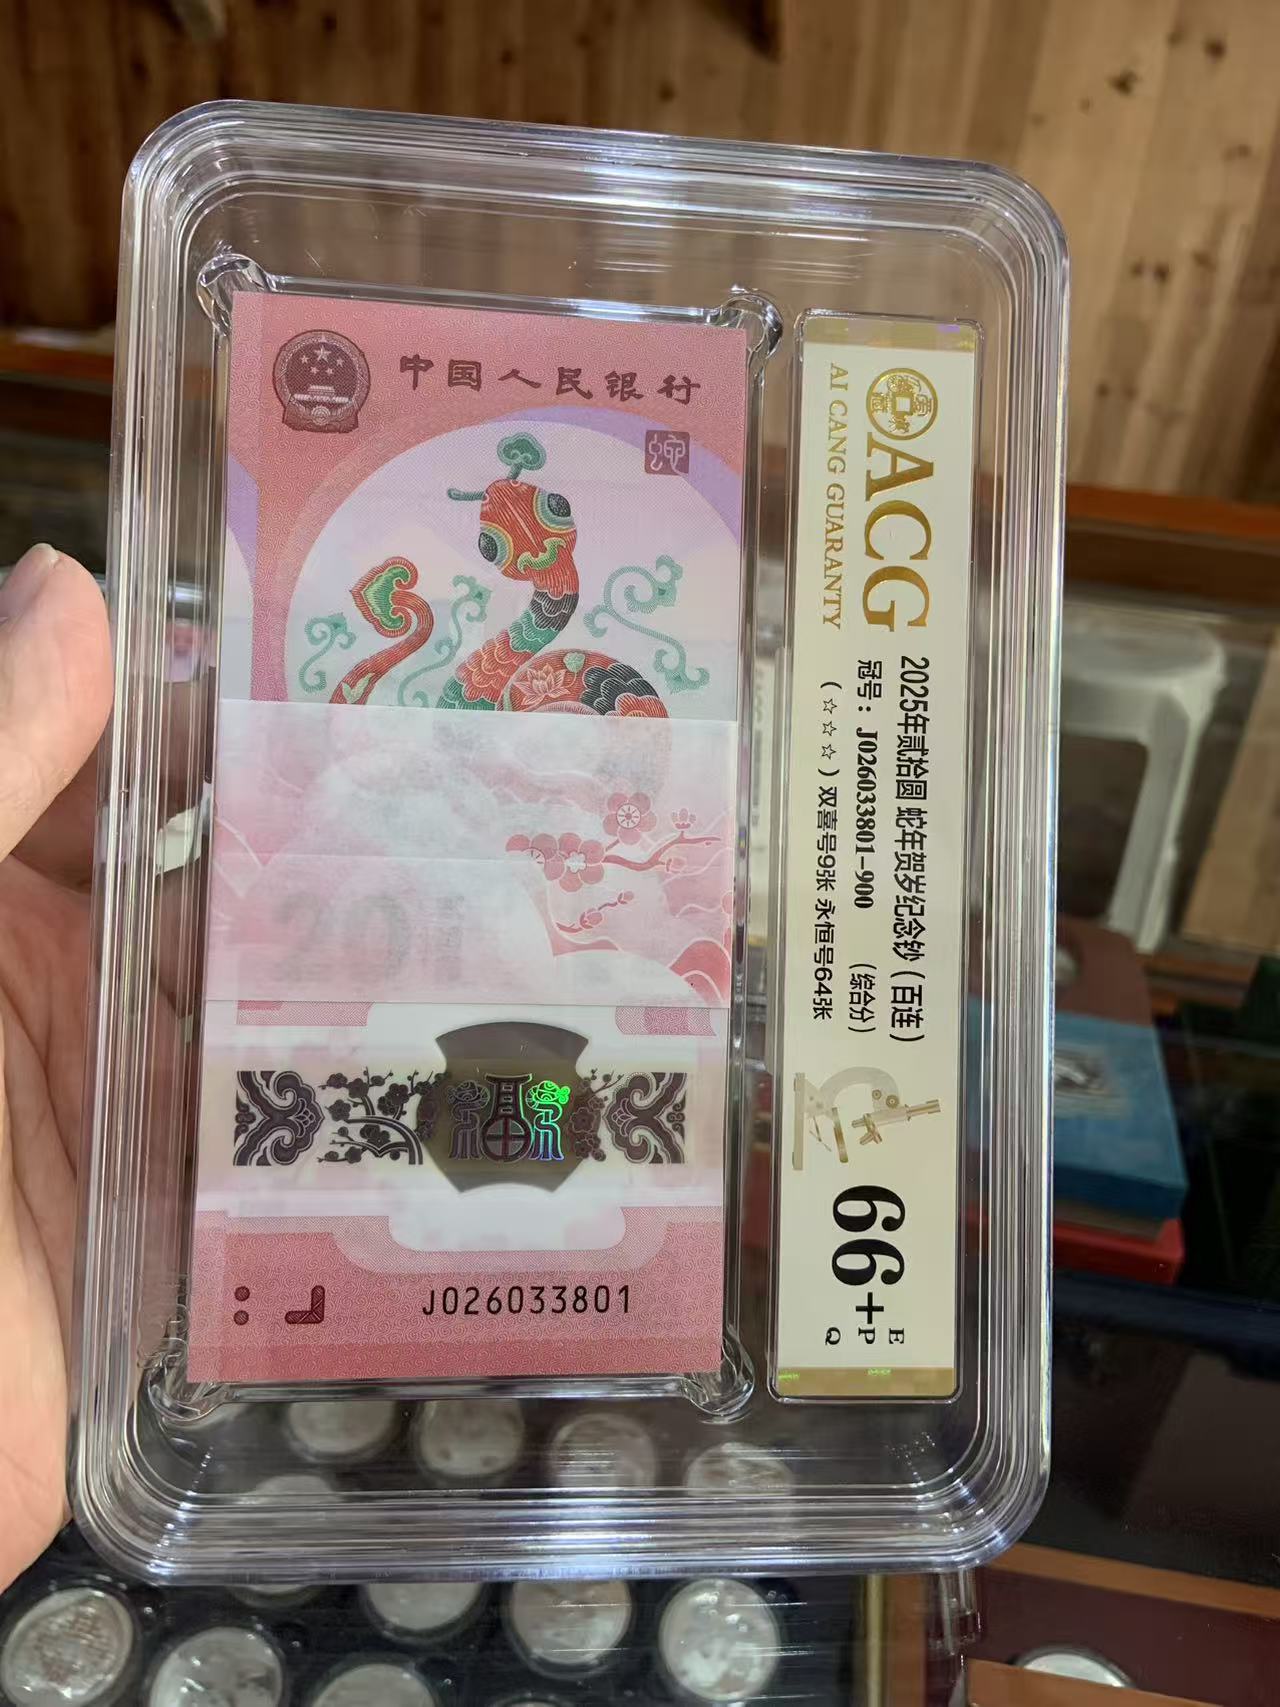 中国人民银行
蛇
20
福
J026033801
ACG
AI CANG GUARANTY
2025年贰拾圆 蛇年贺岁纪念钞（百连）
冠号：J026033801-900 （综合分）
（☆☆☆）双喜号9张 永恒号64张
66+
E
P
Q